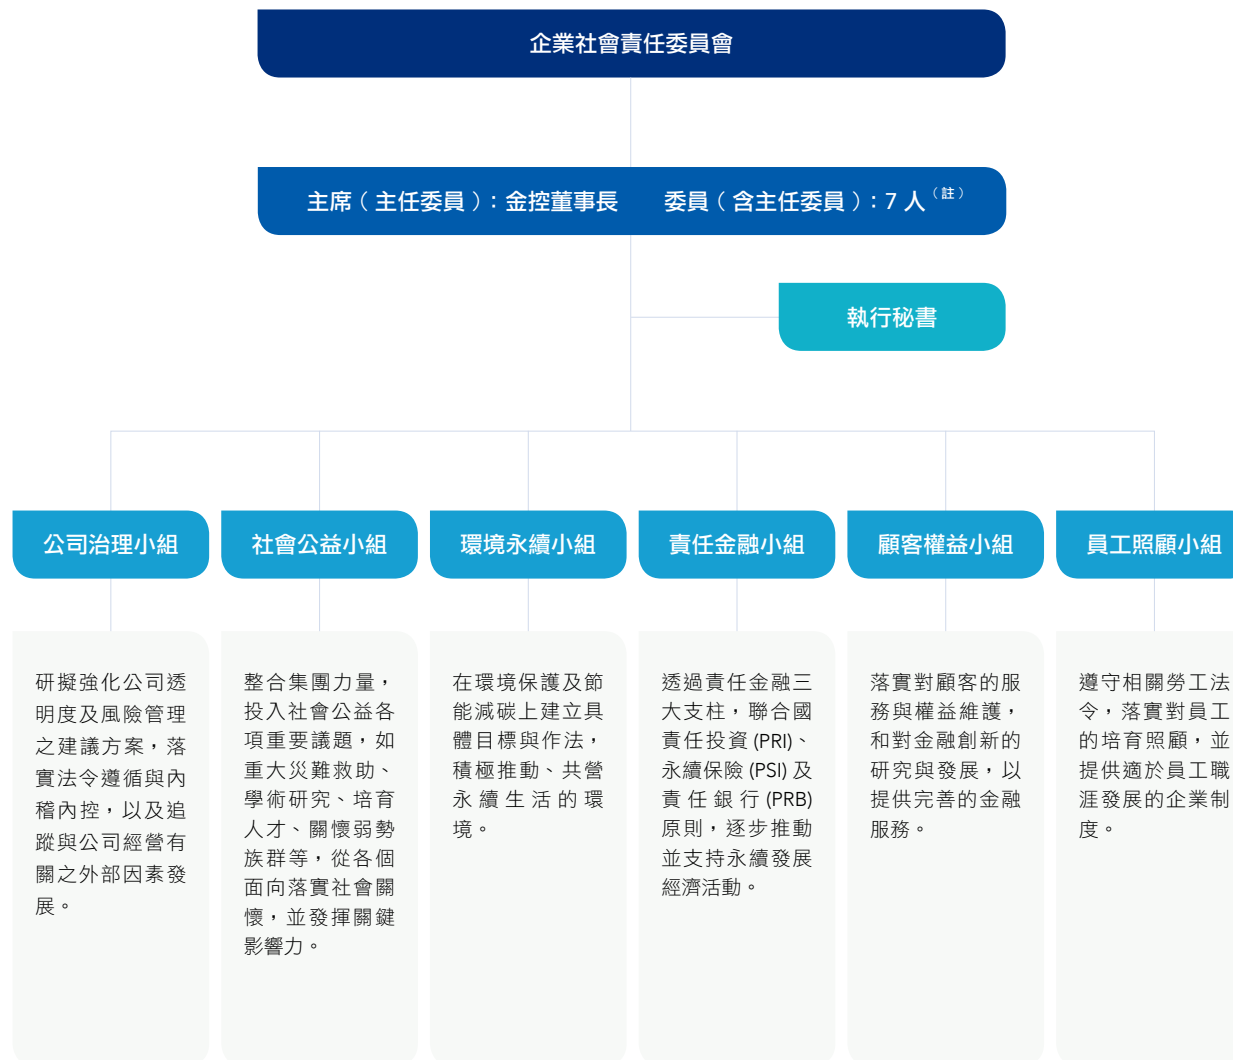 企業社會責任委員會
主席（主任委員）：金控董事長　委員（含主任委員）：7 人（註）
執行秘書
公司治理小組
研擬強化公司透
明度及風險管理
之建議方案，落
實法令遵循與內
稽內控，以及追
蹤與公司經營有
關之外部因素發
展。
社會公益小組
整合集團力量，
投入社會公益各
項重要議題，如
重大災難救助、
學術研究、培育
人才、關懷弱勢
族群等，從各個
面向落實社會關
懷，並發揮關鍵
影響力。
環境永續小組
在環境保護及節
能減碳上建立具
體目標與作法，
積極推動、共營
永續生活的環
境。
責任金融小組
透過責任金融三
大支柱，聯合國
責任投資 (PRI)、
永續保險 (PSI) 及
責任銀行 (PRB)
原則，逐步推動
並支持永續發展
經濟活動。
顧客權益小組
落實對顧客的服
務與權益維護，
和對金融創新的
研究與發展，以
提供完善的金融
服務。
員工照顧小組
遵守相關勞工法
令，落實對員工
的培育照顧，並
提供適於員工職
涯發展的企業制
度。